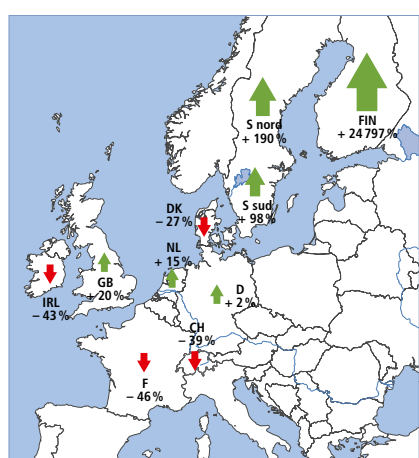 FIN
+ 24 797 %
S nord
+ 190 %
S sud
+ 98 %
DK
– 27 %
NL
+ 15 %
GB
+ 20 %
IRL
– 43 %
D
+ 2 %
CH
– 39 %
F
– 46 %